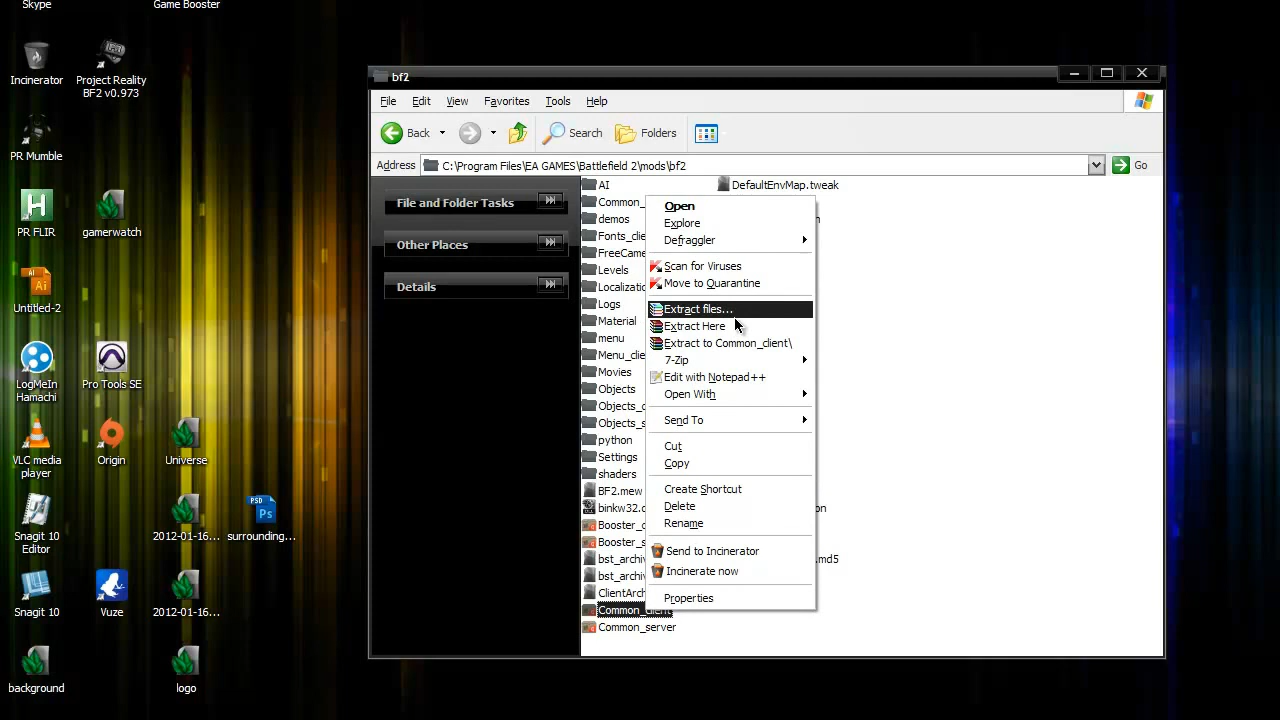 Skype
Game Booster
Incinerator
Project Reality
BF2 v0.973
PR Mumble
PR FLIR
gamerwatch
Untitled-2
LogMeIn
Hamachi
Pro Tools SE
VLC media
player
Origin
Universe
Snagit 10
Editor
2012-01-16...
PSD
Ps
surrounding...
Snagit 10
Vuze
2012-01-16...
background
logo
bf2
File Edit View Favorites Tools Help
Back Search Folders
Address C:\Program Files\EA GAMES\Battlefield 2\mods\bf2 Go
File and Folder Tasks
Other Places
Details
AI
Common_
demos
Fonts_clie
FreeCame
Levels
Localizatio
Logs
Material
menu
Menu_clie
Movies
Objects
Objects_c
Objects_s
python
Settings
shaders
BF2.mew
binkw32.d
Booster_c
Booster_s
bst_archiv
bst_archiv
ClientArch
Common_client
Common_server
DefaultEnvMap.tweak
.md5
Open
Explore
Defraggler
Scan for Viruses
Move to Quarantine
Extract files...
Extract Here
Extract to Common_client\
7-Zip
Edit with Notepad++
Open With
Send To
Cut
Copy
Create Shortcut
Delete
Rename
Send to Incinerator
Incinerate now
Properties